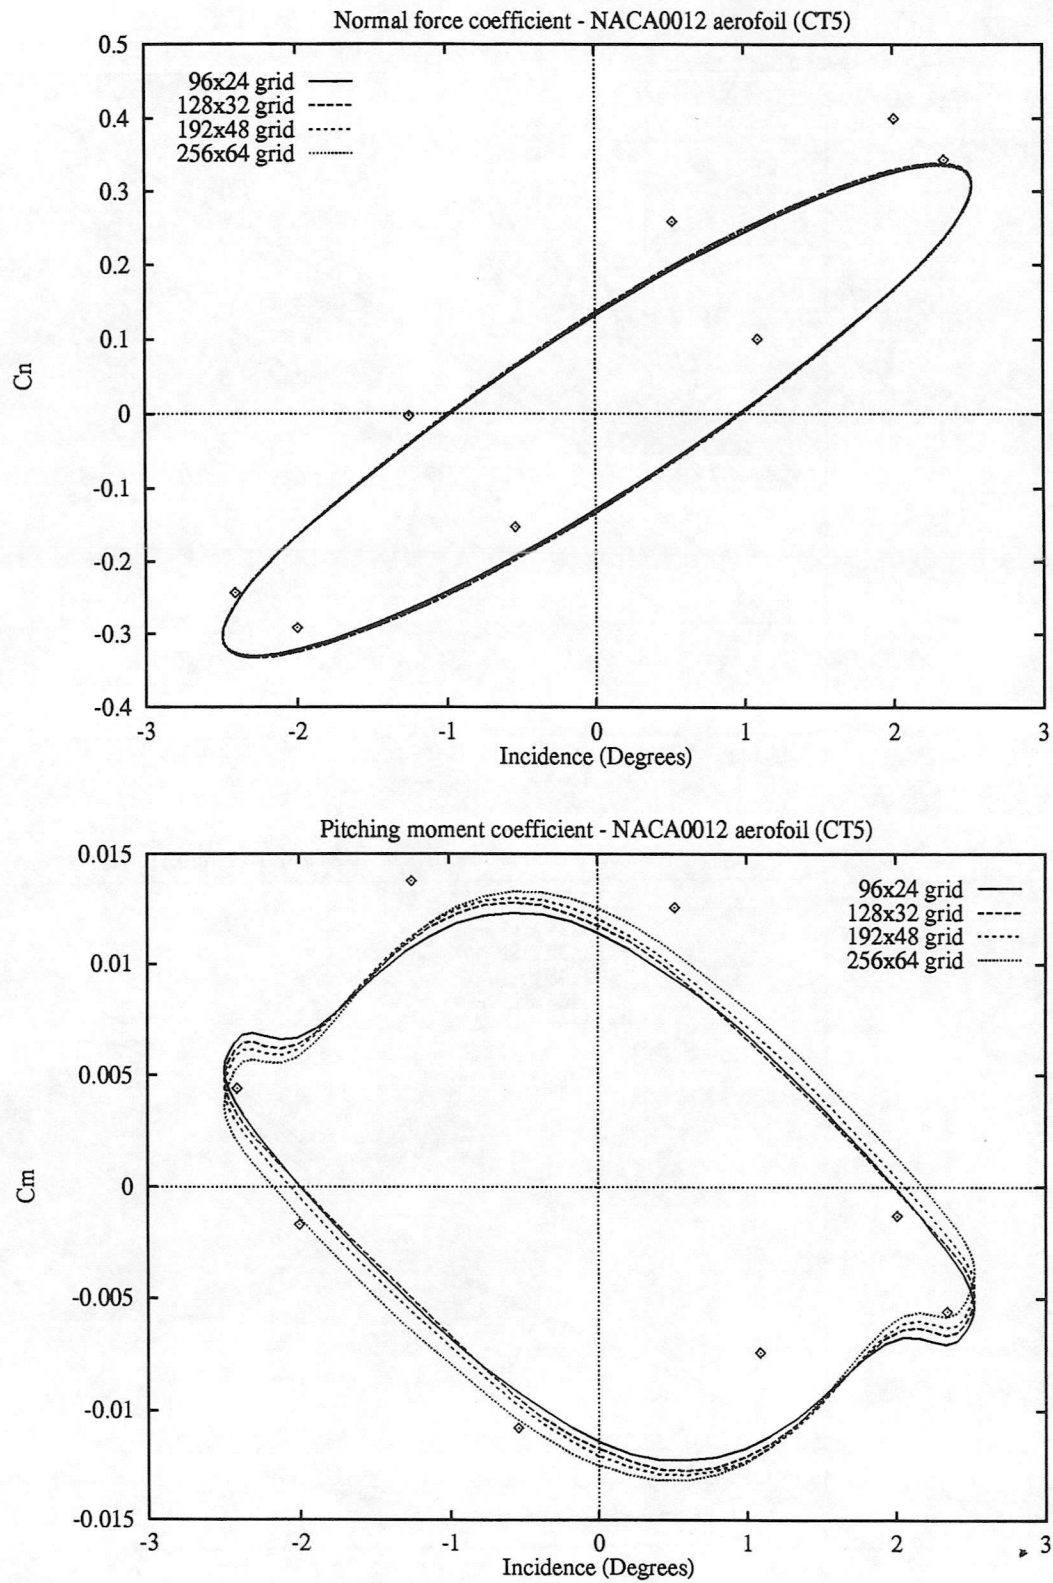 Normal force coefficient - NACA0012 aerofoil (CT5)
0.5
96x24 grid
128x32 grid
192x48 grid
256x64 grid
0.4
0.3
0.2
0.1
Cn
0
-0.1
-0.2
-0.3
-0.4
-3 -2 -1 0 1 2 3
Incidence (Degrees)
Pitching moment coefficient - NACA0012 aerofoil (CT5)
0.015
96x24 grid
128x32 grid
192x48 grid
256x64 grid
0.01
0.005
Cm
0
-0.005
-0.01
-0.015
-3 -2 -1 0 1 2 3
Incidence (Degrees)